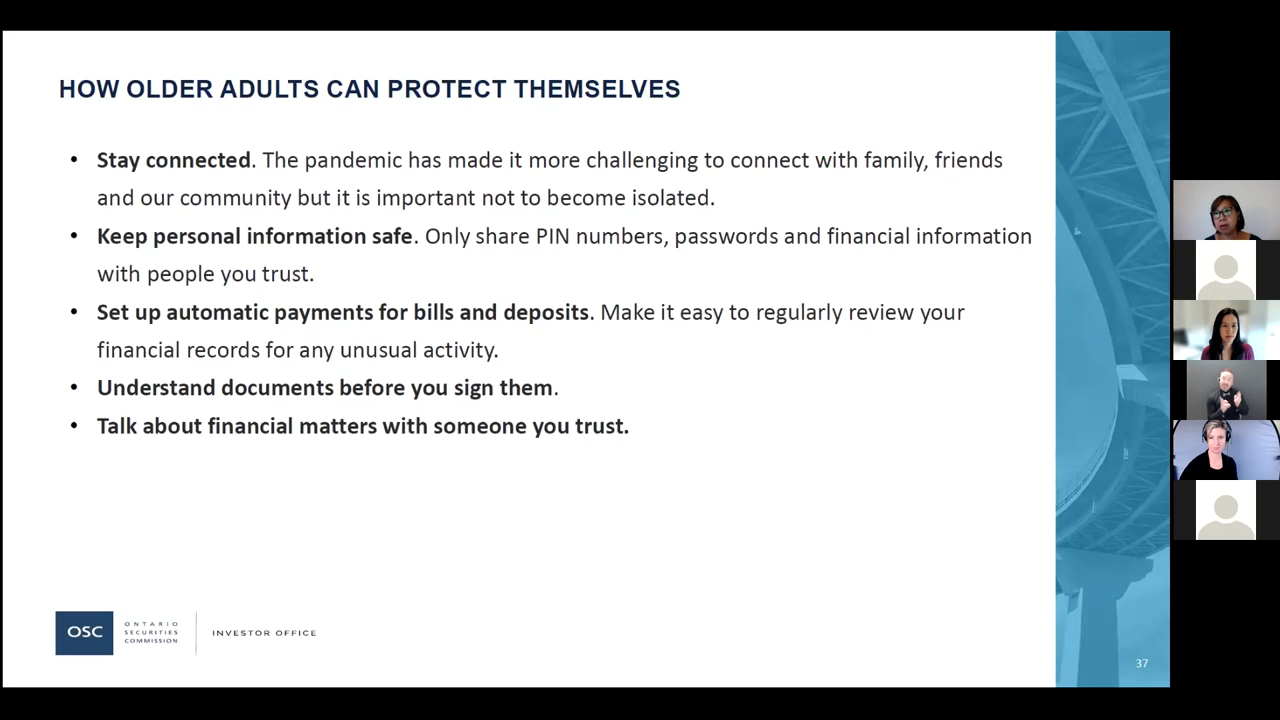 HOW OLDER ADULTS CAN PROTECT THEMSELVES
• Stay connected. The pandemic has made it more challenging to connect with family, friends
and our community but it is important not to become isolated.
• Keep personal information safe. Only share PIN numbers, passwords and financial information
with people you trust.
• Set up automatic payments for bills and deposits. Make it easy to regularly review your
financial records for any unusual activity.
• Understand documents before you sign them.
• Talk about financial matters with someone you trust.
OSC
ONTARIO
SECURITIES
COMMISSION
INVESTOR OFFICE
37